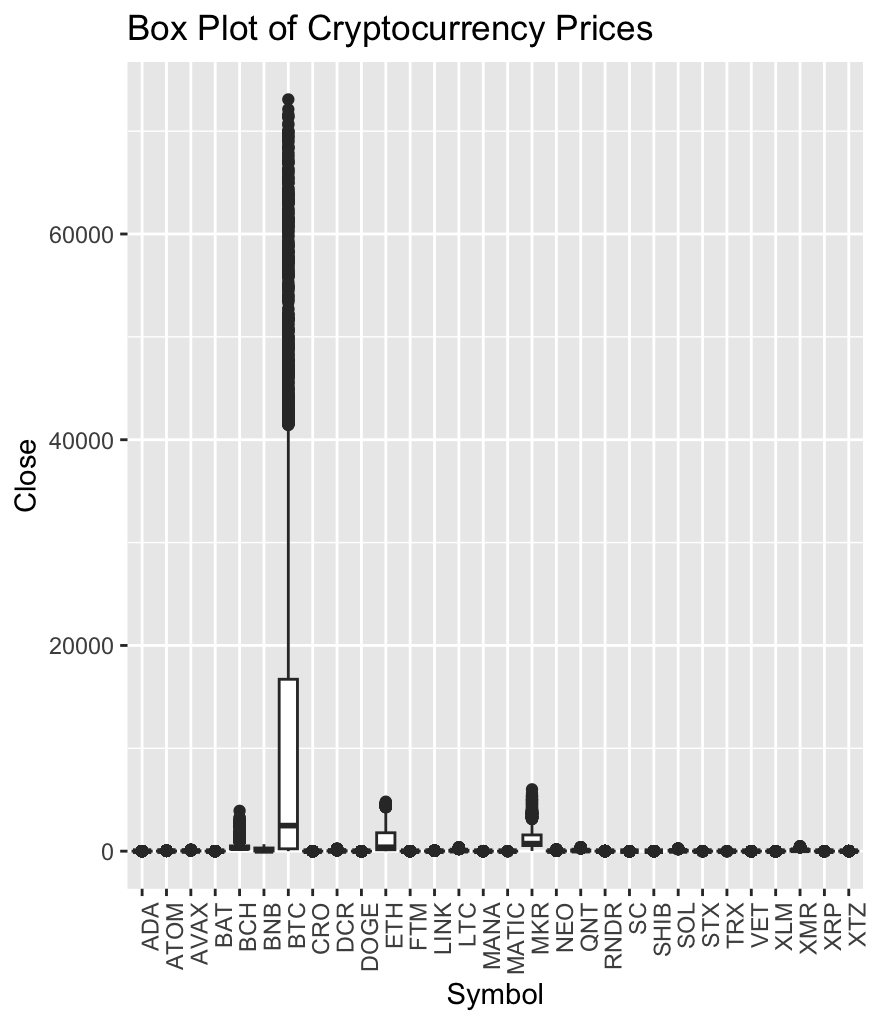 Box Plot of Cryptocurrency Prices
Close
60000
40000
20000
0
ADA
ATOM
AVAX
BAT
BCH
BNB
BTC
CRO
DCR
DOGE
ETH
FTM
LINK
LTC
MANA
MATIC
MKR
NEO
QNT
RNDR
SC
SHIB
SOL
STX
TRX
VET
XLM
XMR
XRP
XTZ
Symbol